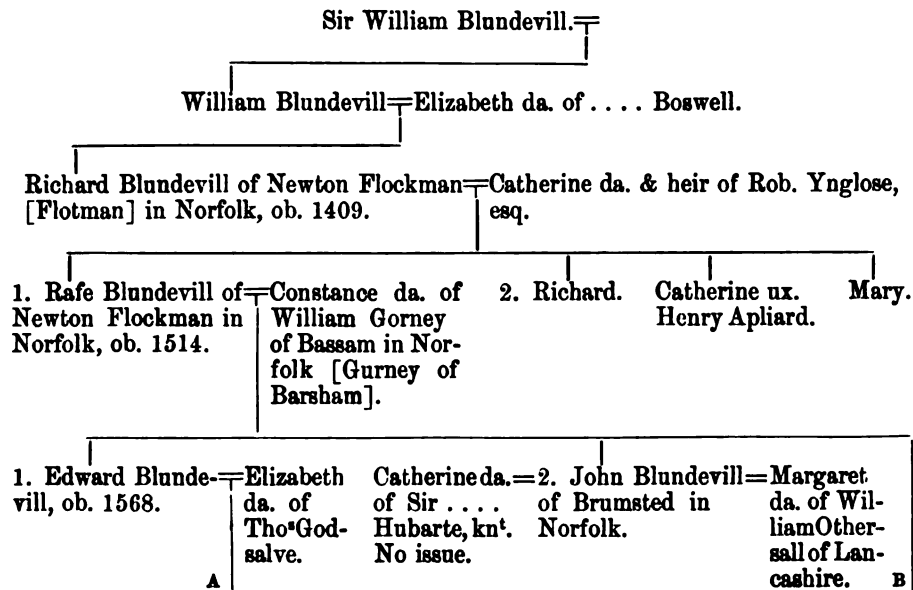 Sir William Blundevill.=
William Blundevill=Elizabeth da. of .... Boswell.
Richard Blundevill of Newton Flockman=Catherine da. & heir of Rob. Ynglose,
[Flotman] in Norfolk, ob. 1409. esq.
1. Rafe Blundevill of=Constance da. of 2. Richard. Catherine ux. Mary.
Newton Flockman in William Gorney Henry Apliard.
Norfolk, ob. 1514. of Bassam in Nor-
folk [Gurney of
Barsham].
1. Edward Blunde-=Elizabeth Catherine da.=2. John Blundevill=Margaret
vill, ob. 1568. da. of of Sir .... of Brumsted in da. of Wil-
Thoˢ God- Hubarte, knᵗ. Norfolk. liam Other-
salve. No issue. sall of Lan-
A cashire. B